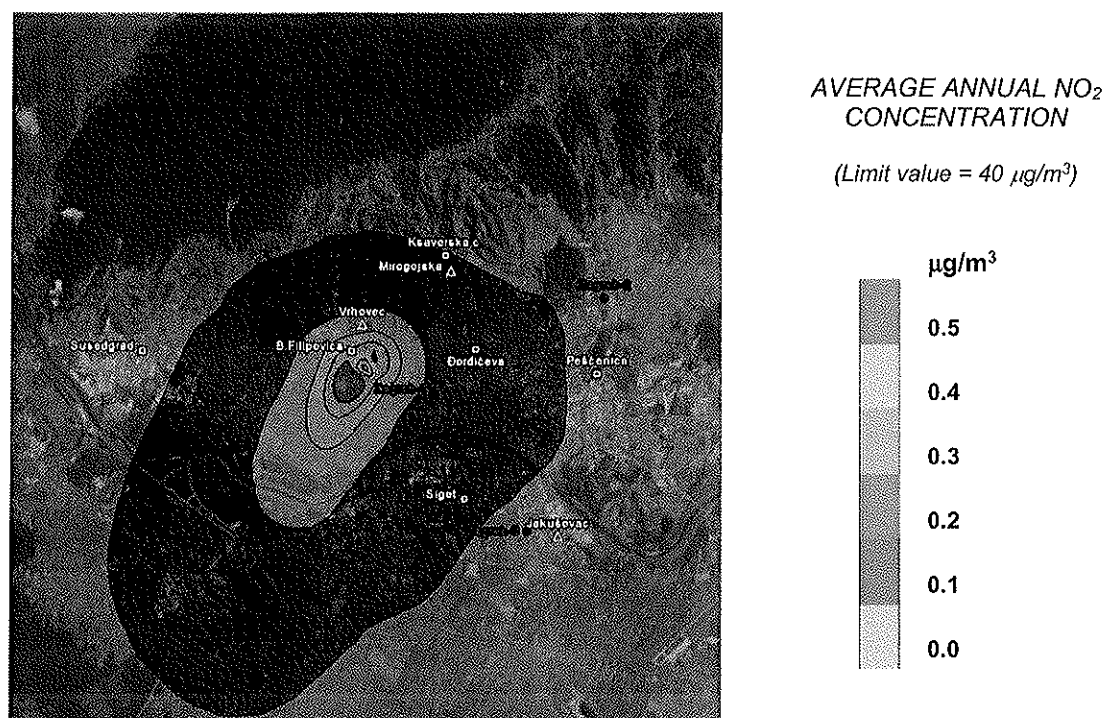 AVERAGE ANNUAL NO₂
CONCENTRATION
(Limit value = 40 µg/m³)
µg/m³
0.5
0.4
0.3
0.2
0.1
0.0
Ksaverska c
Mirogojska
Vrhovec
Susedgrad
B.Filipovića
Đorđićeva
Peščenica
Siget
Jakuševac